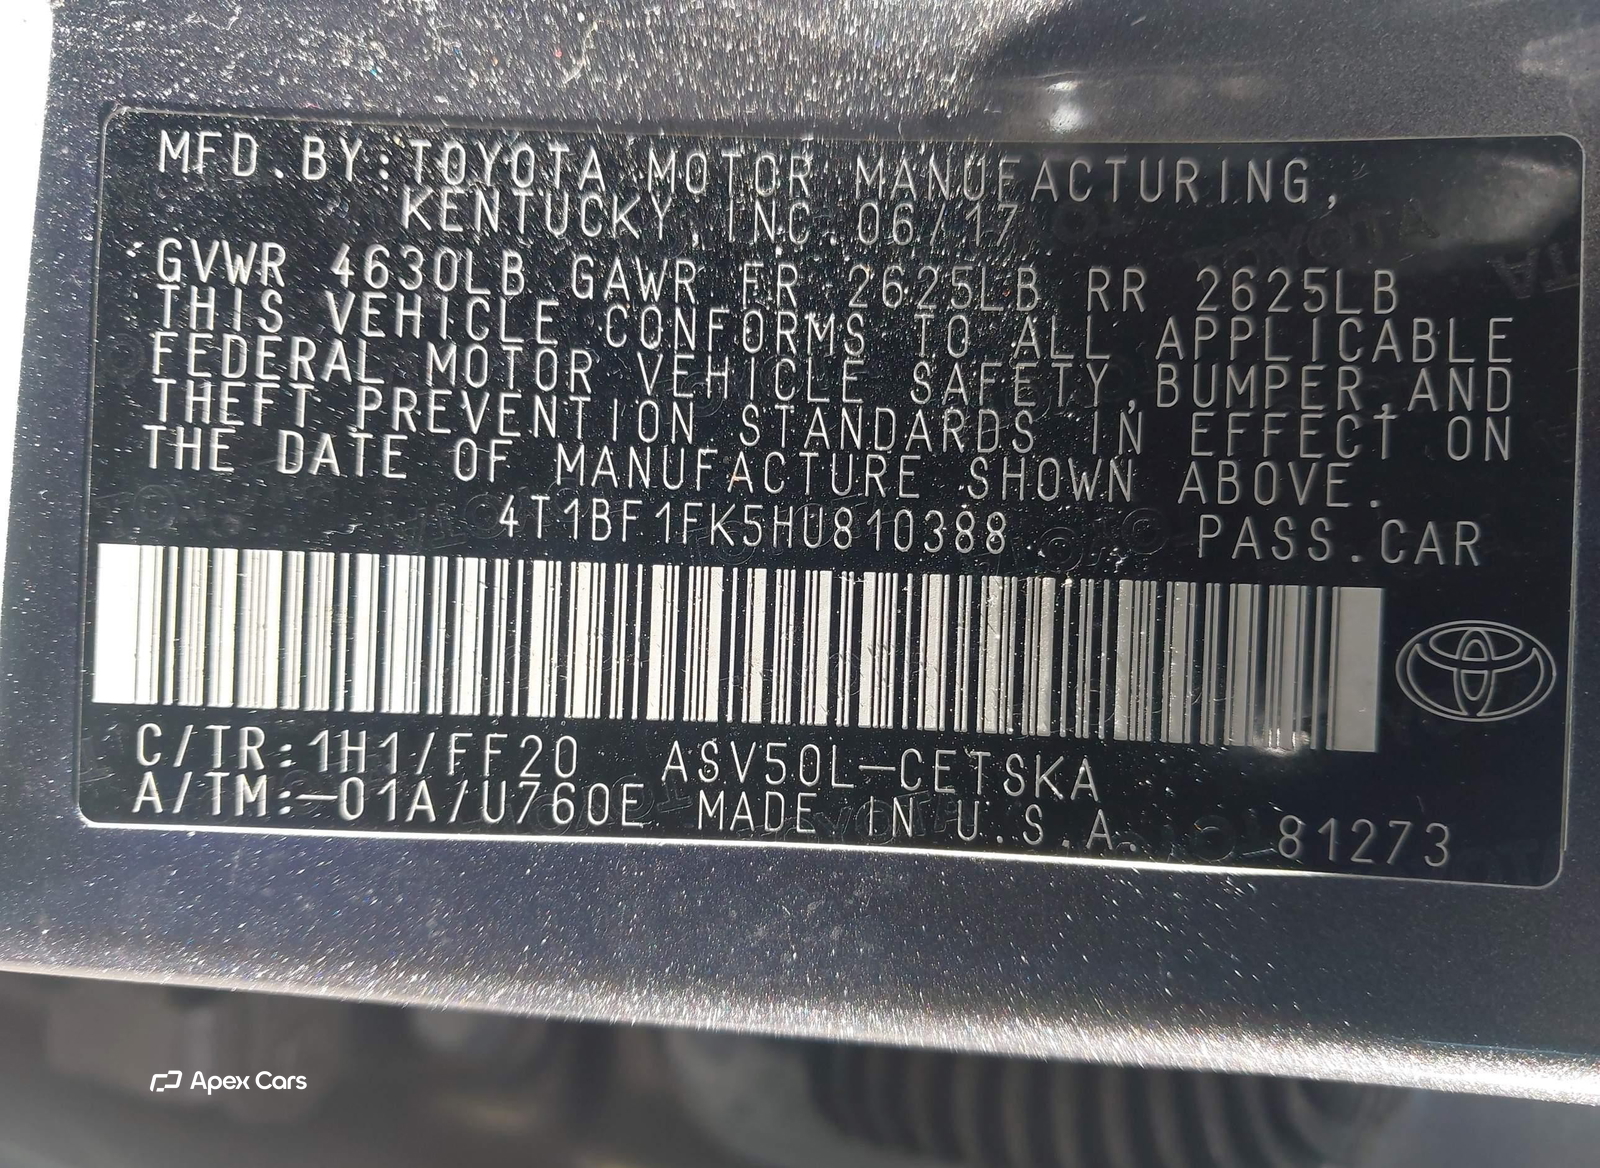 MFD.BY:TOYOTA MOTOR MANUFACTURING,
KENTUCKY, INC. 06/17
GVWR 4630LB GAWR FR 2625LB RR 2625LB
THIS VEHICLE CONFORMS TO ALL APPLICABLE
FEDERAL MOTOR VEHICLE SAFETY,BUMPER,AND
THEFT PREVENTION STANDARDS IN EFFECT ON
THE DATE OF MANUFACTURE SHOWN ABOVE.
4T1BF1FK5HU810388 PASS.CAR
C/TR:1H1/FF20 ASV50L-CETSKA
A/TM:-01A/U760E MADE IN U.S.A. 81273
Apex Cars